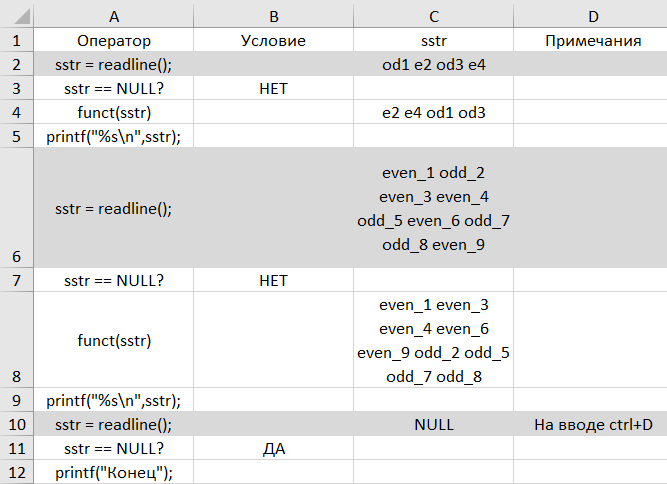 A B C D
1 Оператор Условие sstr Примечания
2 sstr = readline(); od1 e2 od3 e4
3 sstr == NULL? НЕТ
4 funct(sstr) e2 e4 od1 od3
5 printf("%s\n",sstr);
even_1 odd_2
even_3 even_4
sstr = readline();
odd_5 even_6 odd_7
odd_8 even_9
6
7 sstr == NULL? НЕТ
even_1 even_3
even_4 even_6
funct(sstr)
even_9 odd_2 odd_5
odd_7 odd_8
8
9 printf("%s\n",sstr);
10 sstr = readline(); NULL На вводе ctrl+D
11 sstr == NULL? ДА
12 printf("Конец");